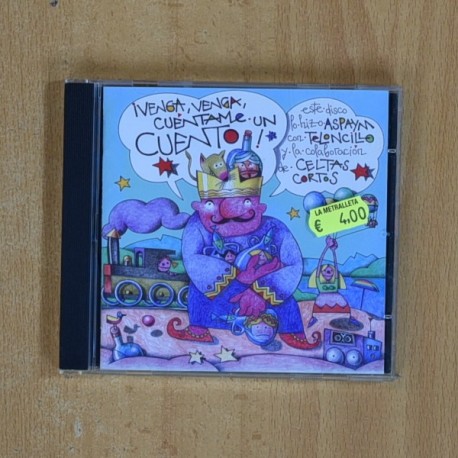 ¡VENGA, VENGA,
CUÉNTAME UN
CUENTO!
este disco
lo hizo ASPAYM
con TELONCILLO
y la colaboración
de CELTAS
CORTOS
LA METRALLETA
€ 4,00